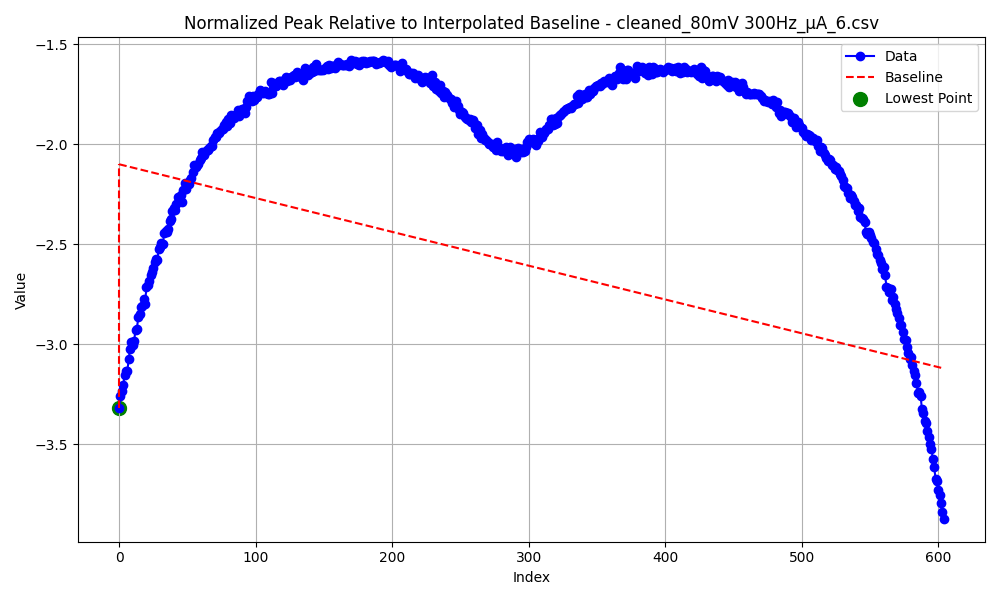 Normalized Peak Relative to Interpolated Baseline - cleaned_80mV 300Hz_µA_6.csv
Data
Baseline
Lowest Point
−1.5
−2.0
−2.5
−3.0
−3.5
Value
0 100 200 300 400 500 600
Index